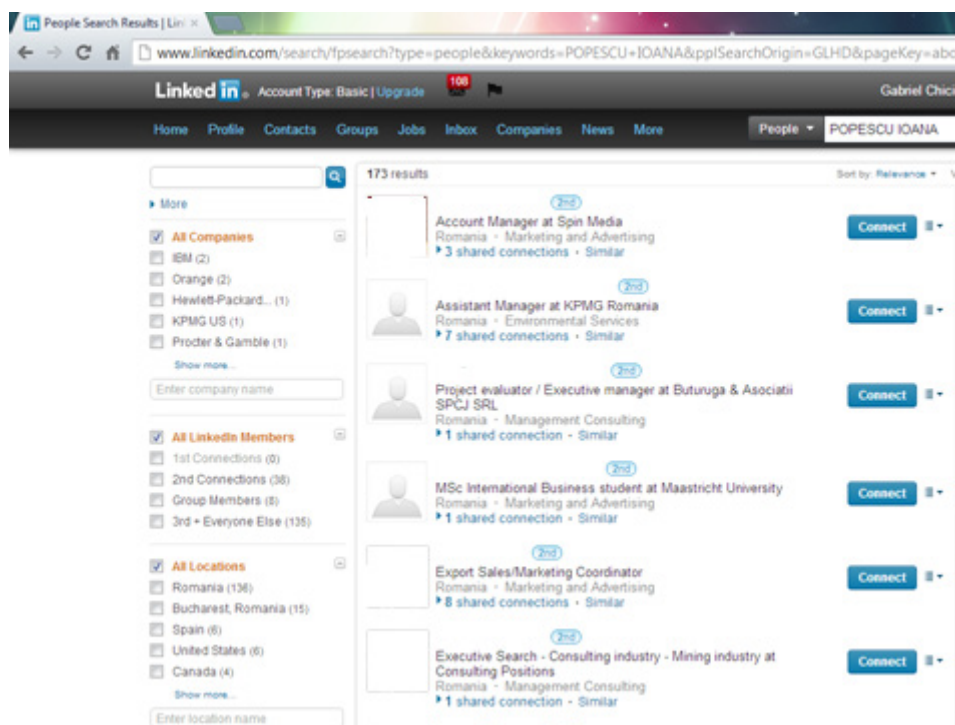 People Search Results | Lin
www.linkedin.com/search/fpsearch?type=people&keywords=POPESCU+IOANA&pplSearchOrigin=GLHD&pageKey=abc
Linked in. Account Type: Basic | Upgrade 108 Gabriel Chici
Home Profile Contacts Groups Jobs Inbox Companies News More People POPESCU IOANA
173 results Sort by: Relevance
More
All Companies
IBM (2)
Orange (2)
Hewlett-Packard... (1)
KPMG US (1)
Procter & Gamble (1)
Show more...
Enter company name
All LinkedIn Members
1st Connections (0)
2nd Connections (38)
Group Members (8)
3rd + Everyone Else (135)
All Locations
Romania (136)
Bucharest, Romania (15)
Spain (6)
United States (6)
Canada (4)
Show more...
Enter location name
2nd
Account Manager at Spin Media
Romania - Marketing and Advertising
3 shared connections - Similar
Connect
2nd
Assistant Manager at KPMG Romania
Romania - Environmental Services
7 shared connections - Similar
Connect
2nd
Project evaluator / Executive manager at Buturuga & Asociatii
SPCJ SRL
Romania - Management Consulting
1 shared connection - Similar
Connect
2nd
MSc International Business student at Maastricht University
Romania - Marketing and Advertising
1 shared connection - Similar
Connect
2nd
Export Sales/Marketing Coordinator
Romania - Marketing and Advertising
8 shared connections - Similar
Connect
2nd
Executive Search - Consulting industry - Mining industry at
Consulting Positions
Romania - Management Consulting
1 shared connection - Similar
Connect